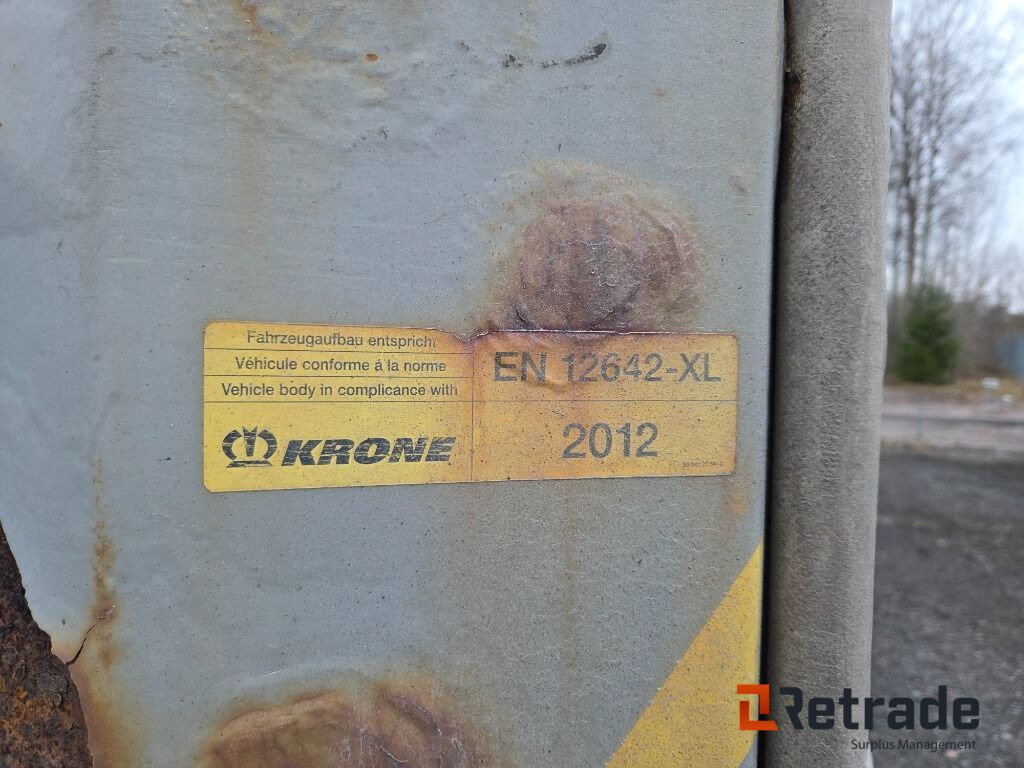 Fahrzeugaufbau entspricht
Véhicule conforme á la norme
Vehicle body in complicance with
EN 12642-XL
KRONE
2012
Retrade
Surplus Management